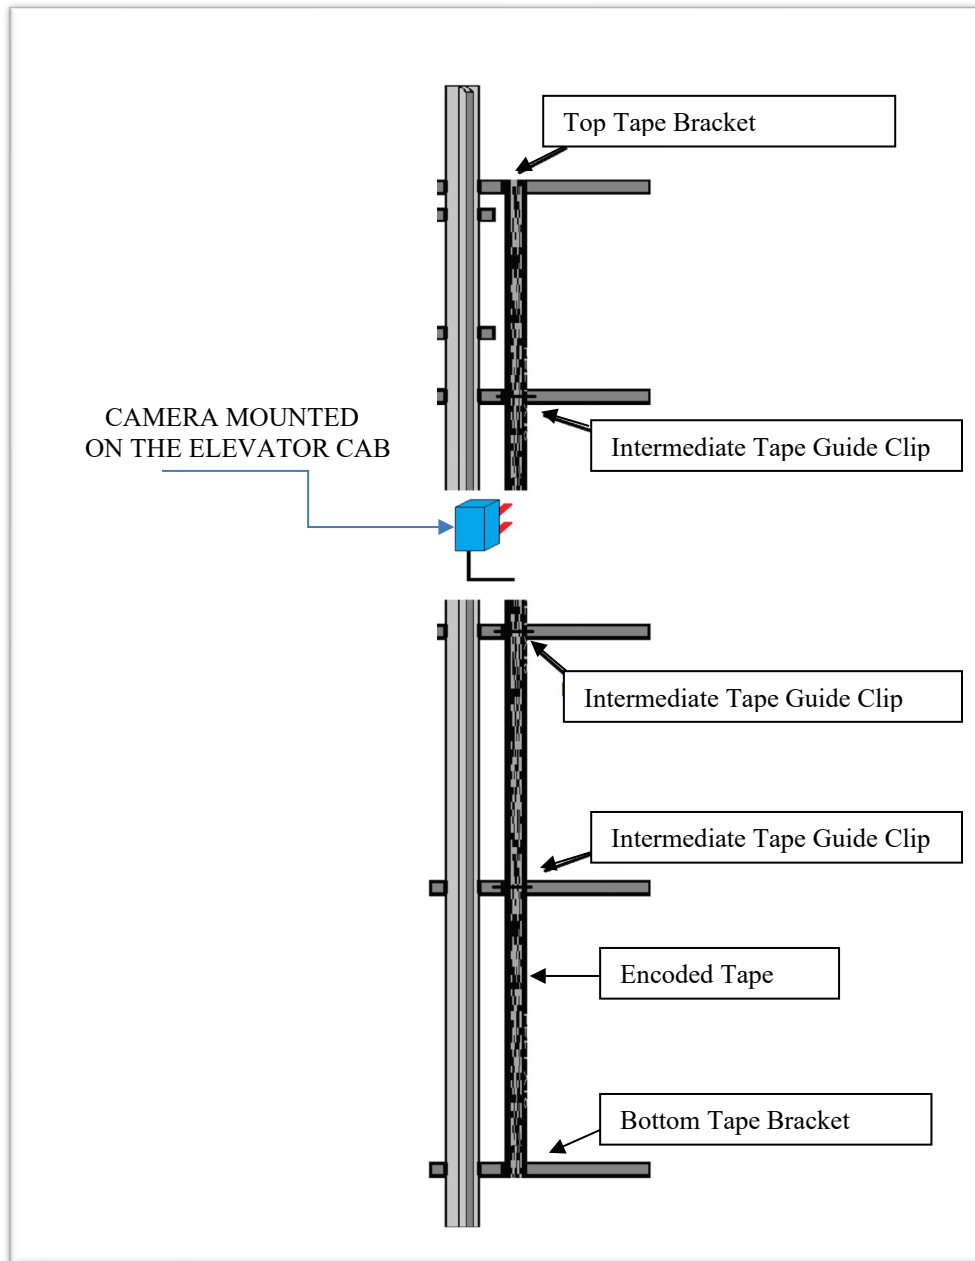 Top Tape Bracket
CAMERA MOUNTED
ON THE ELEVATOR CAB
Intermediate Tape Guide Clip
Intermediate Tape Guide Clip
Intermediate Tape Guide Clip
Encoded Tape
Bottom Tape Bracket